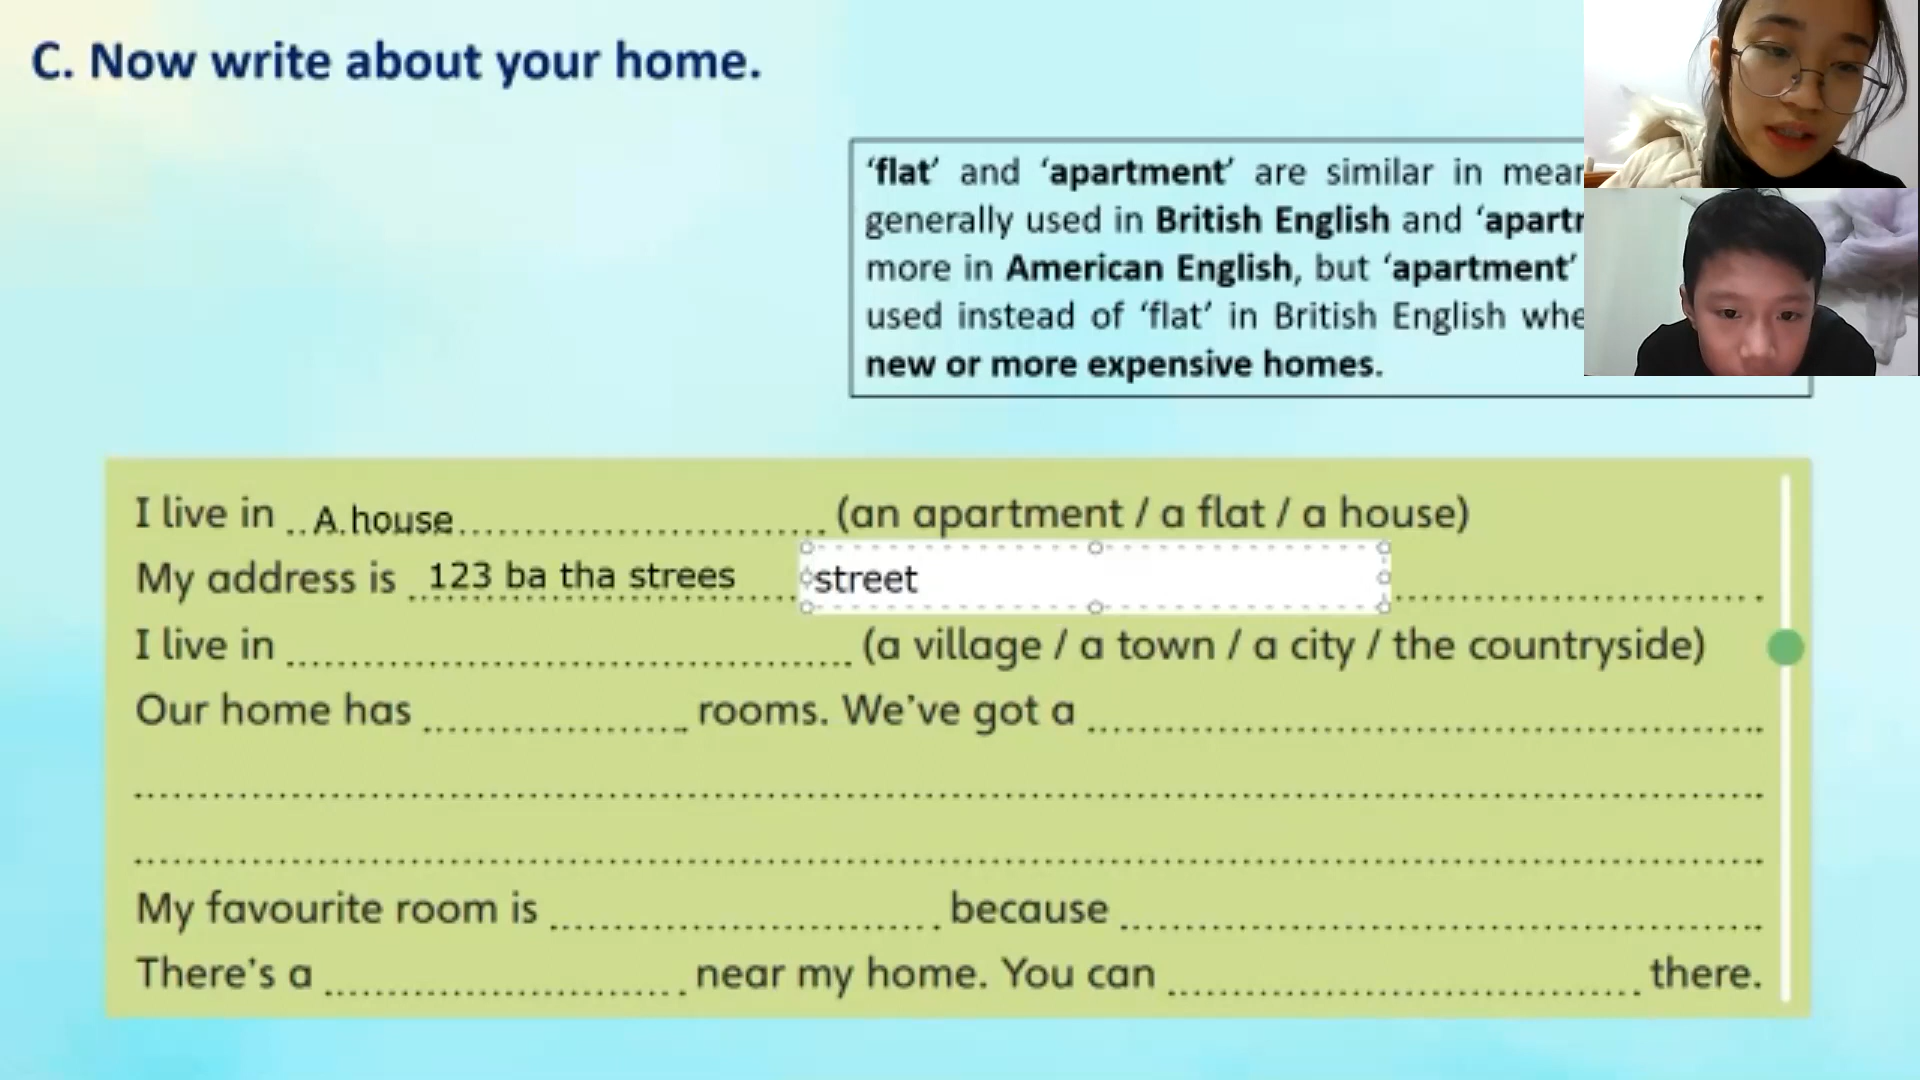 C. Now write about your home.
‘flat’ and ‘apartment’ are similar in
generally used in British English and
more in American English, but ‘apartment’
used instead of ‘flat’ in British English
new or more expensive homes.
I live in A house (an apartment / a flat / a house)
My address is 123 ba tha strees street
I live in (a village / a town / a city / the countryside)
Our home has rooms. We’ve got a
My favourite room is because
There’s a near my home. You can there.